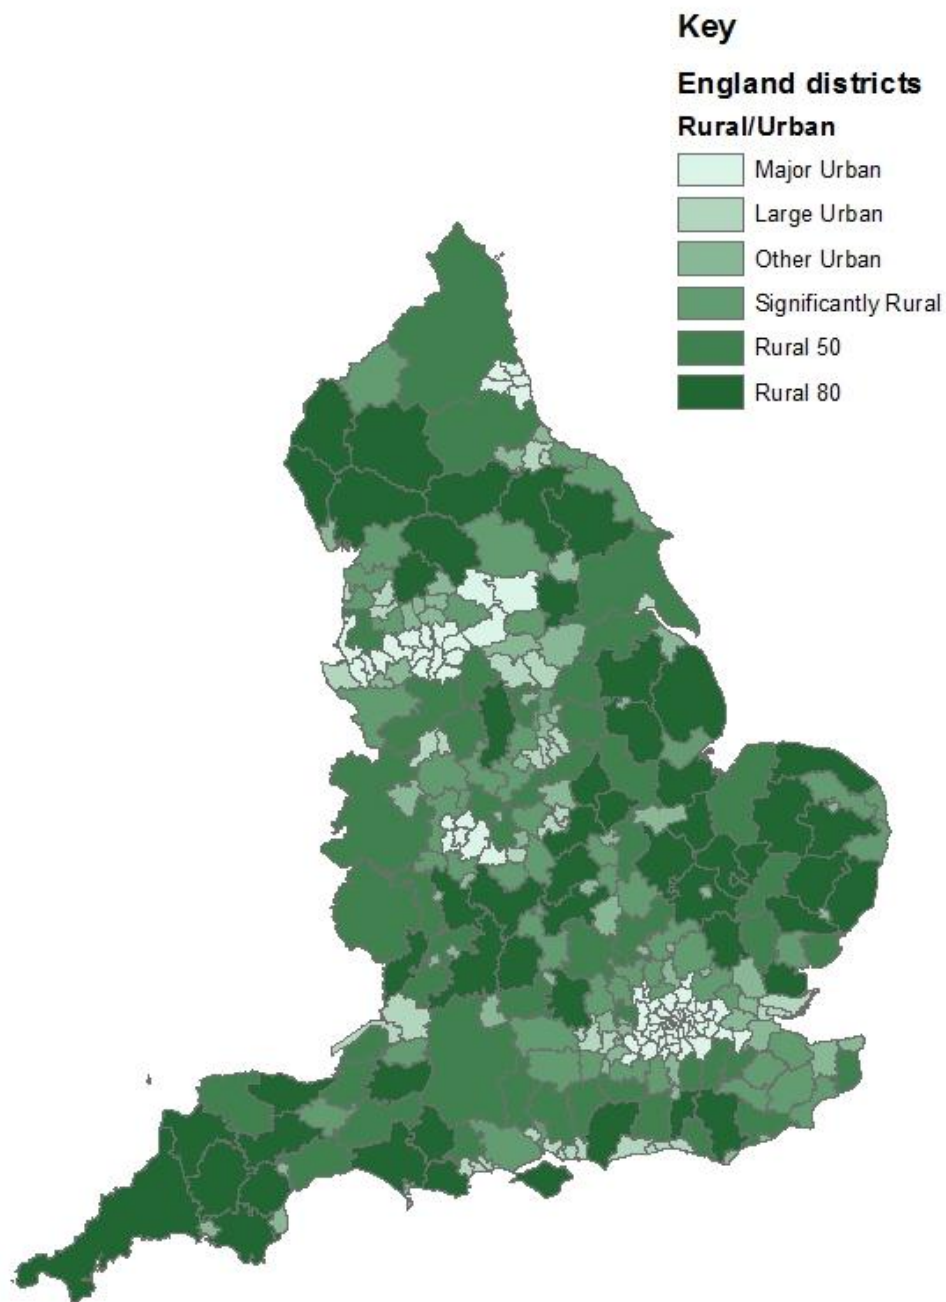 Key
England districts
Rural/Urban
Major Urban
Large Urban
Other Urban
Significantly Rural
Rural 50
Rural 80